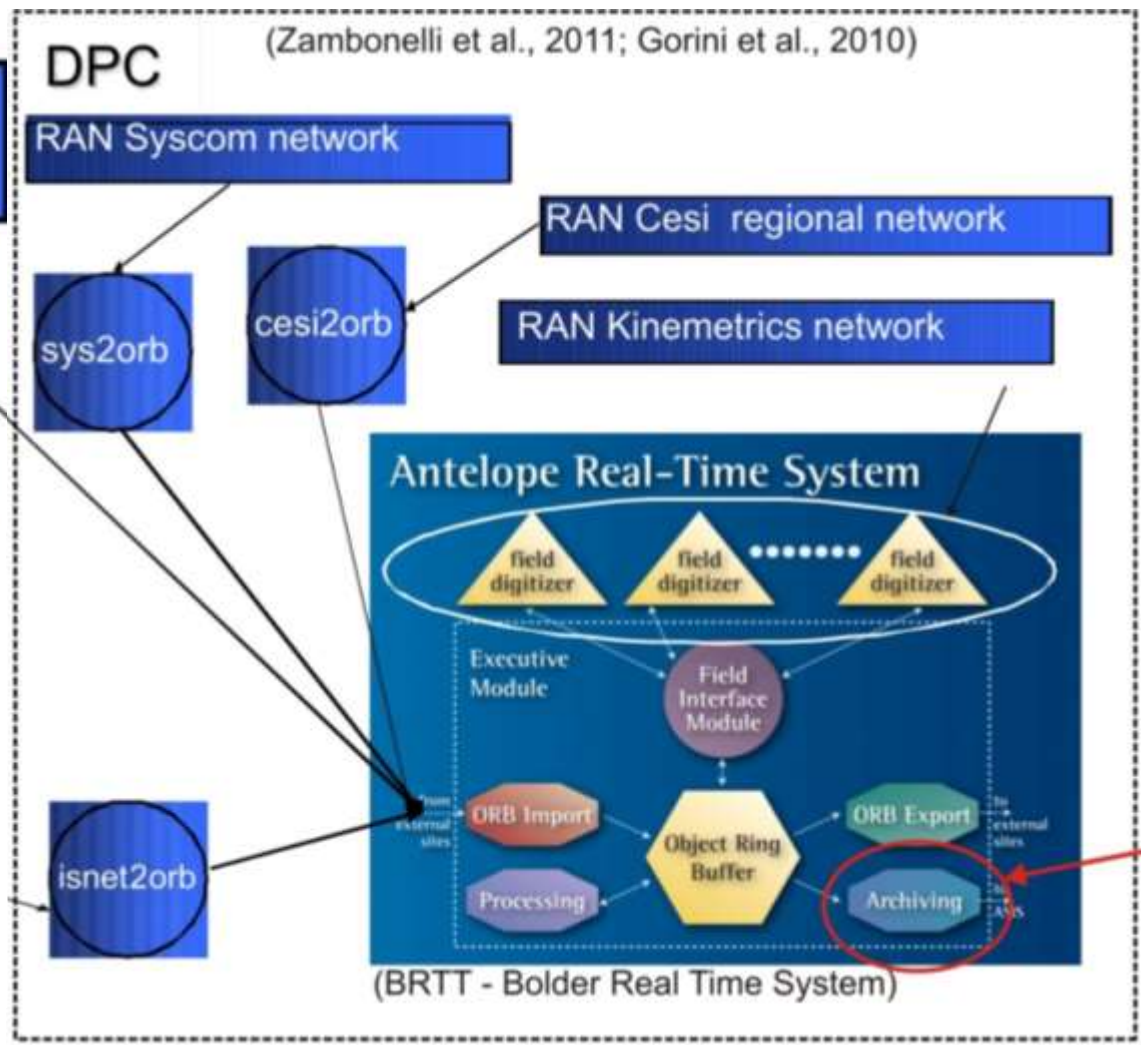 (Zambonelli et al., 2011; Gorini et al., 2010)
DPC
RAN Syscom network
RAN Cesi regional network
RAN Kinemetrics network
sys2orb
cesi2orb
Antelope Real-Time System
field
digitizer
field
digitizer
field
digitizer
Executive
Module
Field
Interface
Module
from
external
sites
ORB Import
Object Ring
Buffer
ORB Export
to
external
sites
Processing
Archiving
to
isnet2orb
(BRTT - Bolder Real Time System)